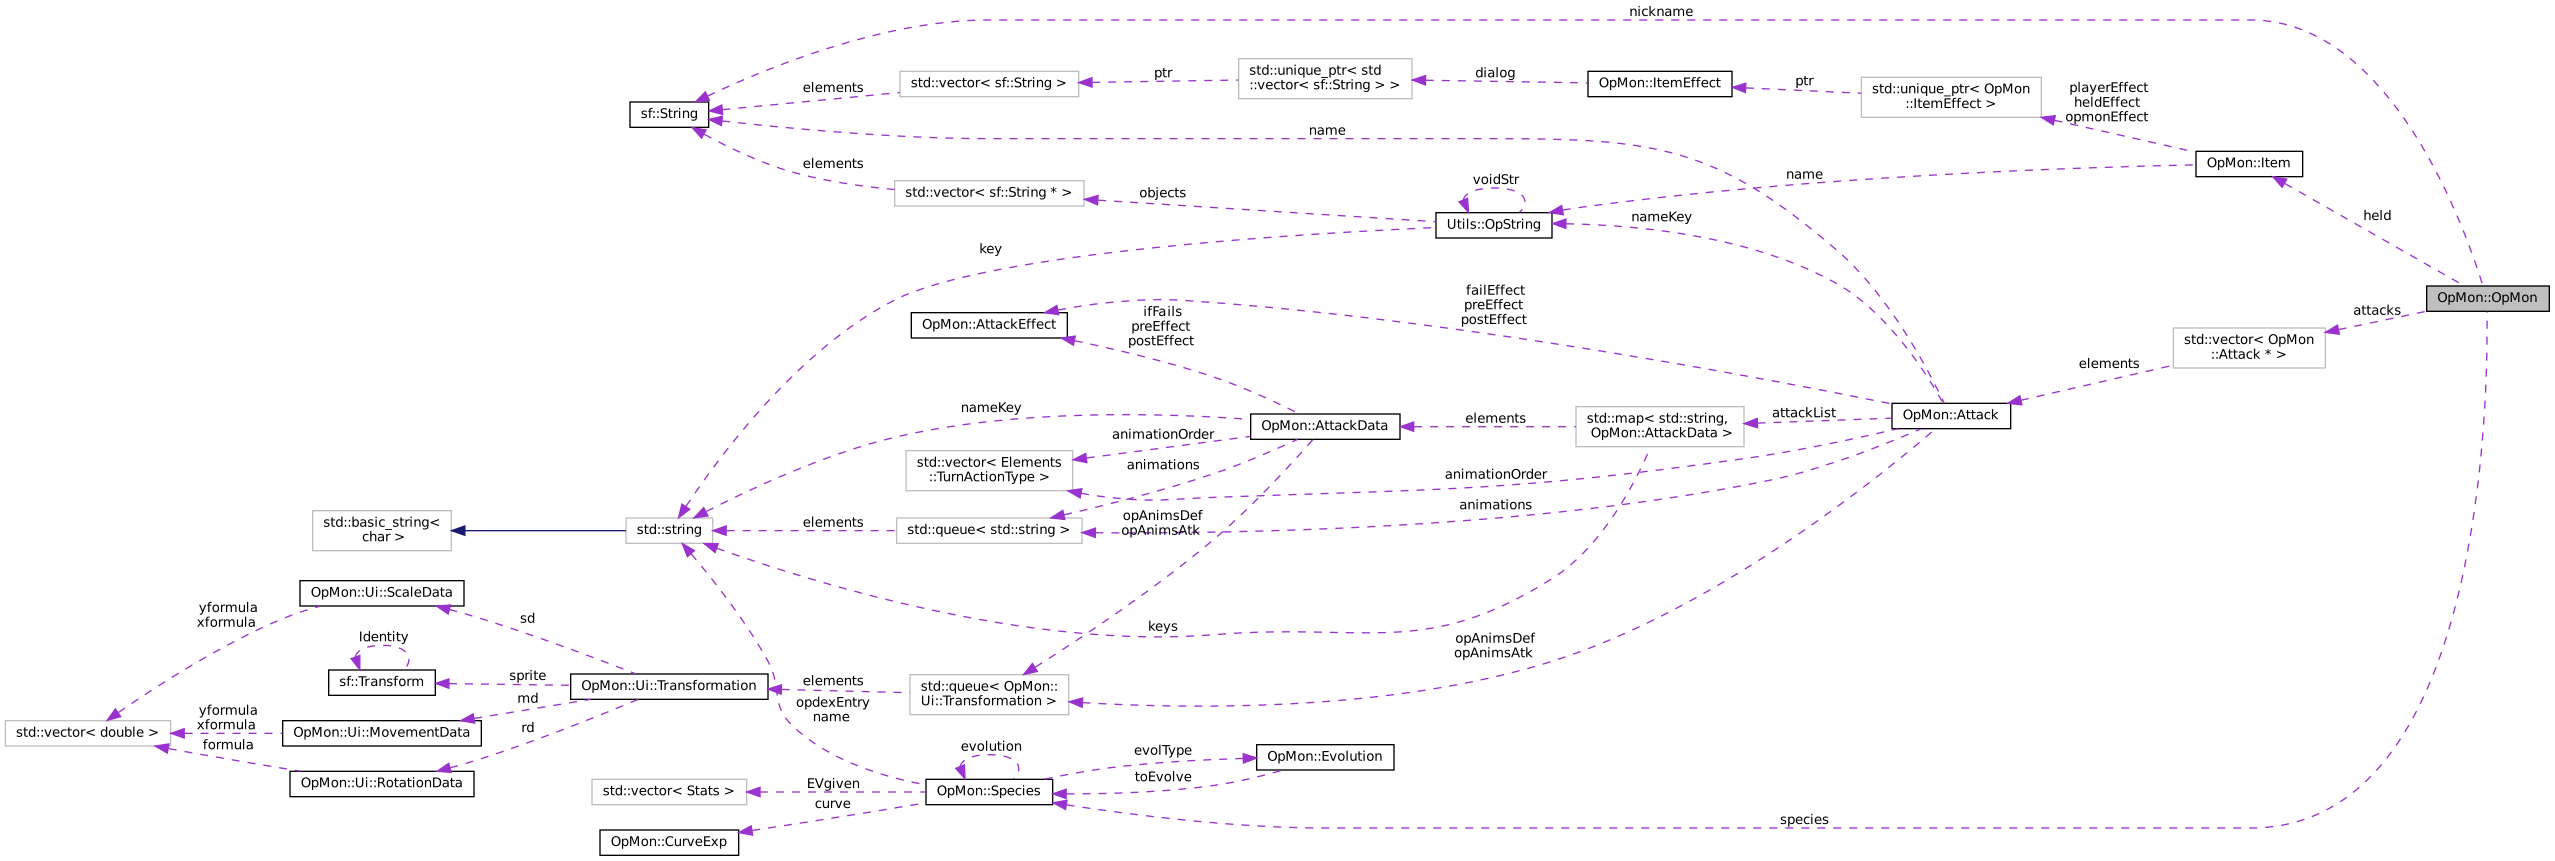 nickname
std::unique_ptr< std
::vector< sf::String > >
dialog
ptr
std::vector< sf::String >
OpMon::ItemEffect
ptr
std::unique_ptr< OpMon
::ItemEffect >
playerEffect
heldEffect
opmonEffect
elements
sf::String
name
OpMon::Item
elements
std::vector< sf::String * >
objects
voidStr
name
held
Utils::OpString
nameKey
key
OpMon::OpMon
failEffect
preEffect
postEffect
attacks
ifFails
preEffect
postEffect
OpMon::AttackEffect
std::vector< OpMon
::Attack * >
elements
nameKey
OpMon::AttackData
elements
std::map< std::string,
OpMon::AttackData >
attackList
OpMon::Attack
animationOrder
std::vector< Elements
::TurnActionType >
animations
animationOrder
animations
std::basic_string<
char >
std::string
elements
std::queue< std::string >
opAnimsDef
opAnimsAtk
OpMon::Ui::ScaleData
yformula
xformula
sd
keys
Identity
opAnimsDef
opAnimsAtk
sf::Transform
sprite
OpMon::Ui::Transformation
elements
std::queue< OpMon::
Ui::Transformation >
md
opdexEntry
name
yformula
xformula
std::vector< double >
OpMon::Ui::MovementData
rd
formula
OpMon::Ui::RotationData
evolution
evolType
OpMon::Evolution
toEvolve
std::vector< Stats >
EVgiven
OpMon::Species
curve
species
OpMon::CurveExp